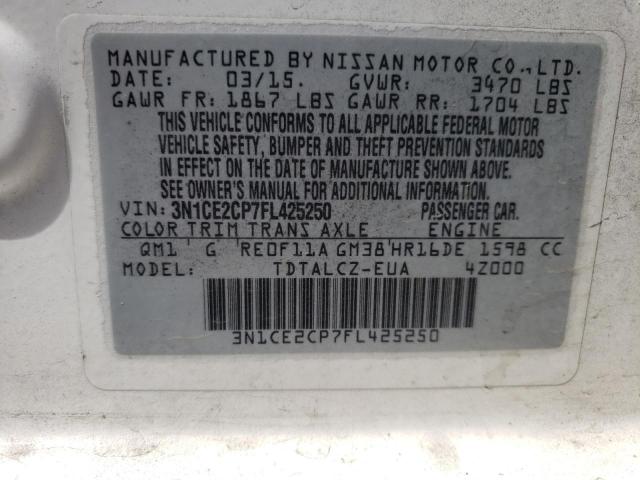 MANUFACTURED BY NISSAN MOTOR CO., LTD.
DATE: 03/15. GVWR: 3470 LBS
GAWR FR: 1867 LBS GAWR RR: 1704 LBS
THIS VEHICLE CONFORMS TO ALL APPLICABLE FEDERAL MOTOR
VEHICLE SAFETY, BUMPER AND THEFT PREVENTION STANDARDS
IN EFFECT ON THE DATE OF MANUFACTURE SHOWN ABOVE.
SEE OWNER'S MANUAL FOR ADDITIONAL INFORMATION.
VIN: 3N1CE2CP7FL425250 PASSENGER CAR.
COLOR TRIM TRANS AXLE ENGINE
QM1 G RE0F11A GM38 HR16DE 1598 CC
MODEL: TDTALCZ-EUA 4Z000
3N1CE2CP7FL425250